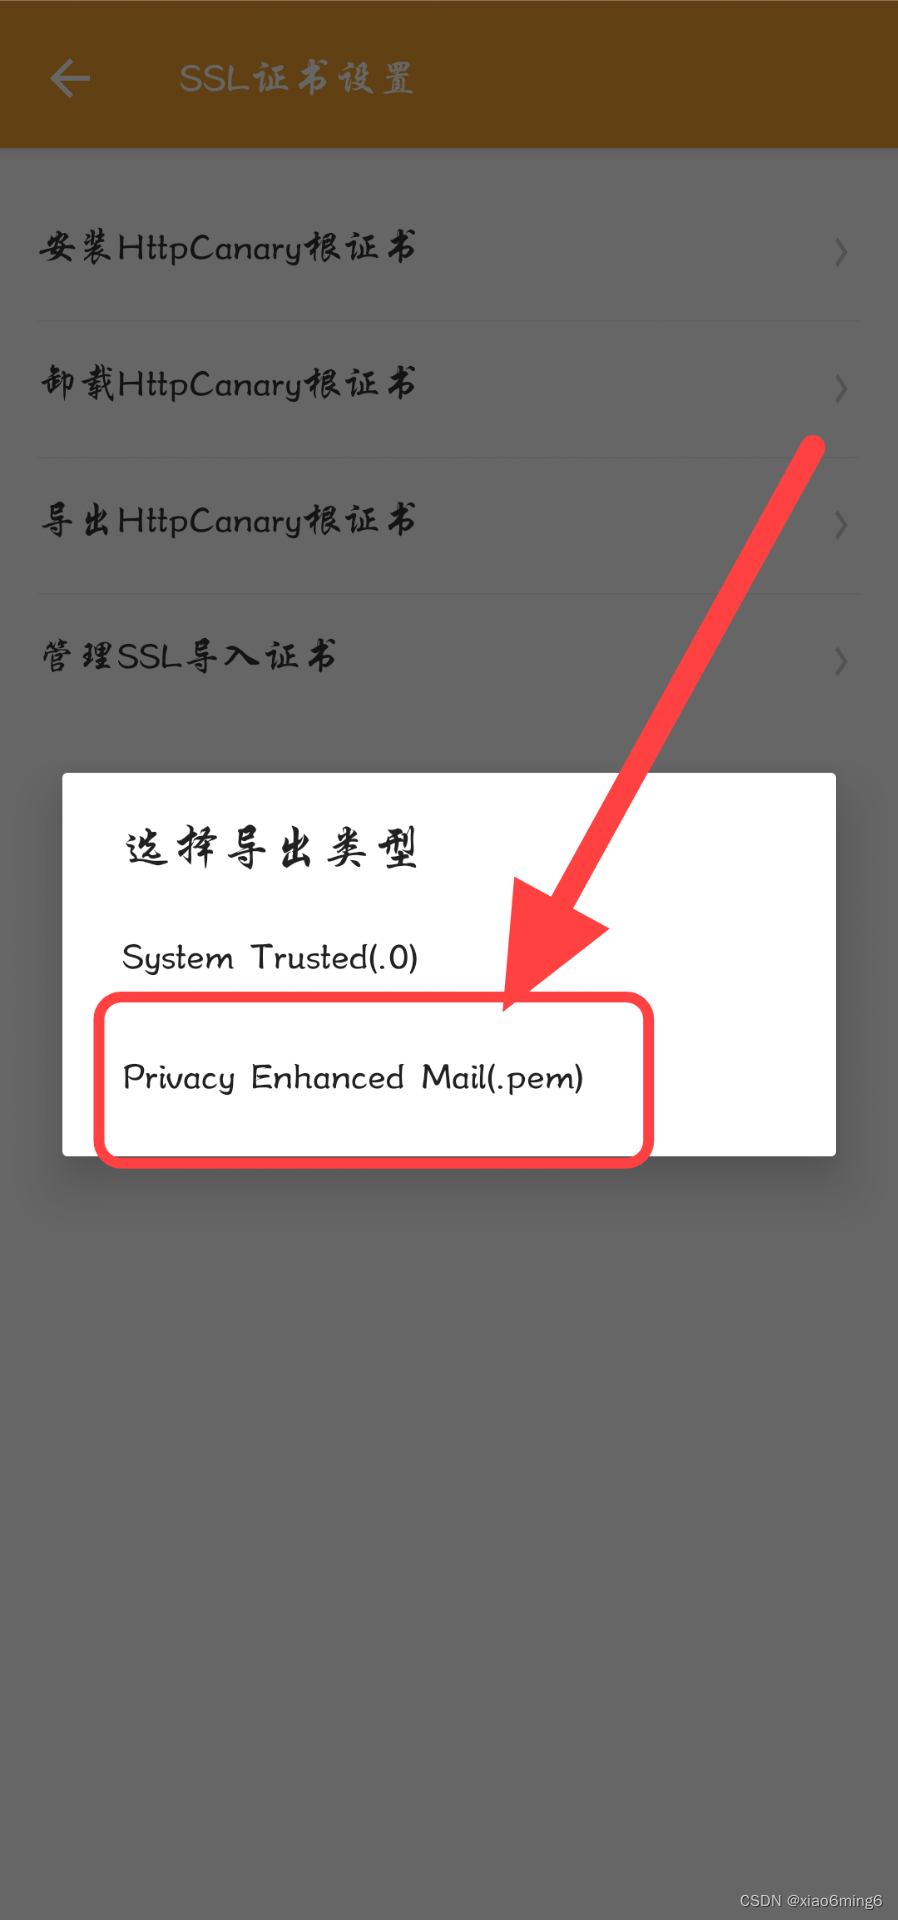 SSL证书设置
安装HttpCanary根证书
卸载HttpCanary根证书
导出HttpCanary根证书
管理SSL导入证书
选择导出类型
System Trusted(.0)
Privacy Enhanced Mail(.pem)
CSDN @xiao6ming6